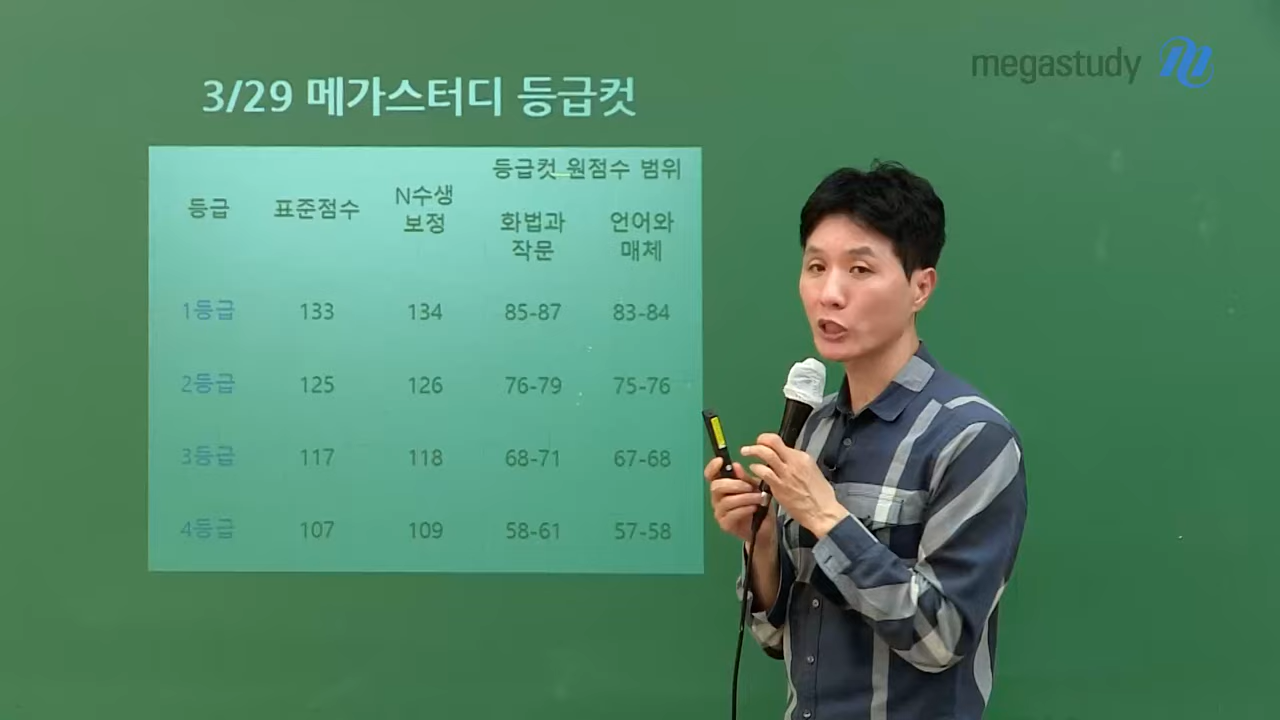 megastudy
3/29 메가스터디 등급컷
등급 표준점수 N수생 보정 등급컷 원점수 범위
화법과 작문 언어와 매체
1등급 133 134 85-87 83-84
2등급 125 126 76-79 75-76
3등급 117 118 68-71 67-68
4등급 107 109 58-61 57-58